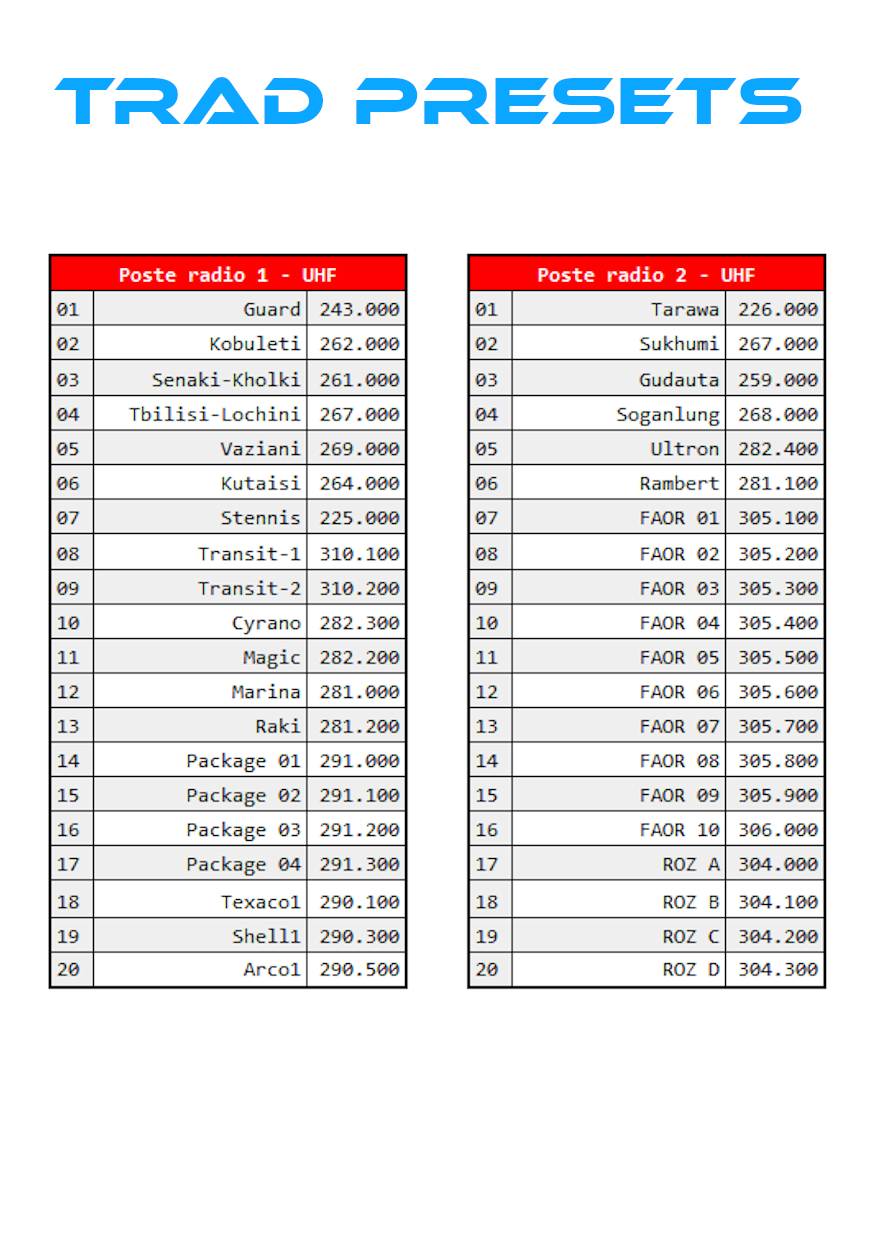 TRAD PRESETS
Poste radio 1 - UHF
01 Guard 243.000
02 Kobuleti 262.000
03 Senaki-Kholki 261.000
04 Tbilisi-Lochini 267.000
05 Vaziani 269.000
06 Kutaisi 264.000
07 Stennis 225.000
08 Transit-1 310.100
09 Transit-2 310.200
10 Cyrano 282.300
11 Magic 282.200
12 Marina 281.000
13 Raki 281.200
14 Package 01 291.000
15 Package 02 291.100
16 Package 03 291.200
17 Package 04 291.300
18 Texaco1 290.100
19 Shell1 290.300
20 Arco1 290.500
Poste radio 2 - UHF
01 Tarawa 226.000
02 Sukhumi 267.000
03 Gudauta 259.000
04 Soganlung 268.000
05 Ultron 282.400
06 Rambert 281.100
07 FAOR 01 305.100
08 FAOR 02 305.200
09 FAOR 03 305.300
10 FAOR 04 305.400
11 FAOR 05 305.500
12 FAOR 06 305.600
13 FAOR 07 305.700
14 FAOR 08 305.800
15 FAOR 09 305.900
16 FAOR 10 306.000
17 ROZ A 304.000
18 ROZ B 304.100
19 ROZ C 304.200
20 ROZ D 304.300